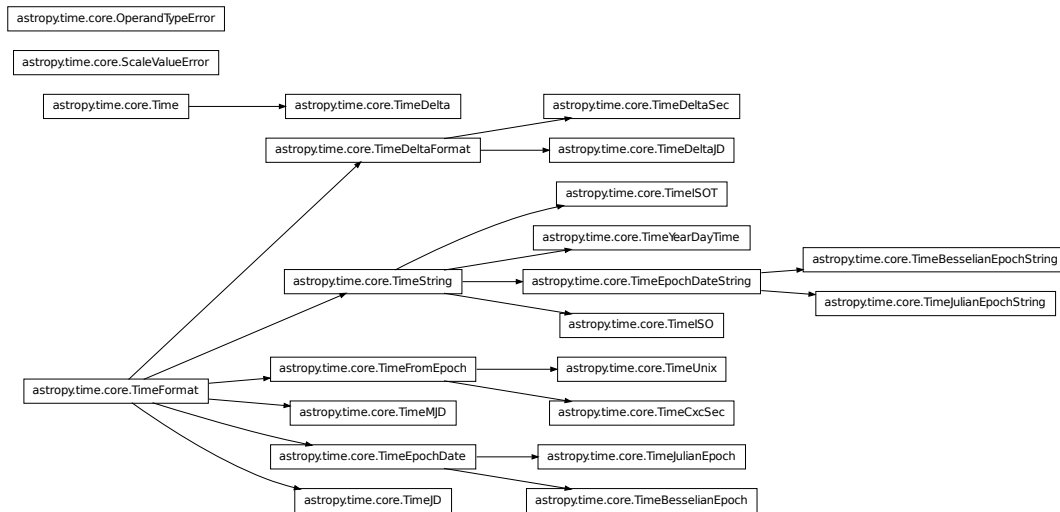 astropy.time.core.OperandTypeError
astropy.time.core.ScaleValueError
astropy.time.core.Time
astropy.time.core.TimeDelta
astropy.time.core.TimeDeltaSec
astropy.time.core.TimeDeltaFormat
astropy.time.core.TimeDeltaJD
astropy.time.core.TimeISOT
astropy.time.core.TimeYearDayTime
astropy.time.core.TimeBesselianEpochString
astropy.time.core.TimeString
astropy.time.core.TimeEpochDateString
astropy.time.core.TimeJulianEpochString
astropy.time.core.TimeISO
astropy.time.core.TimeFromEpoch
astropy.time.core.TimeUnix
astropy.time.core.TimeFormat
astropy.time.core.TimeMJD
astropy.time.core.TimeCxcSec
astropy.time.core.TimeEpochDate
astropy.time.core.TimeJulianEpoch
astropy.time.core.TimeJD
astropy.time.core.TimeBesselianEpoch